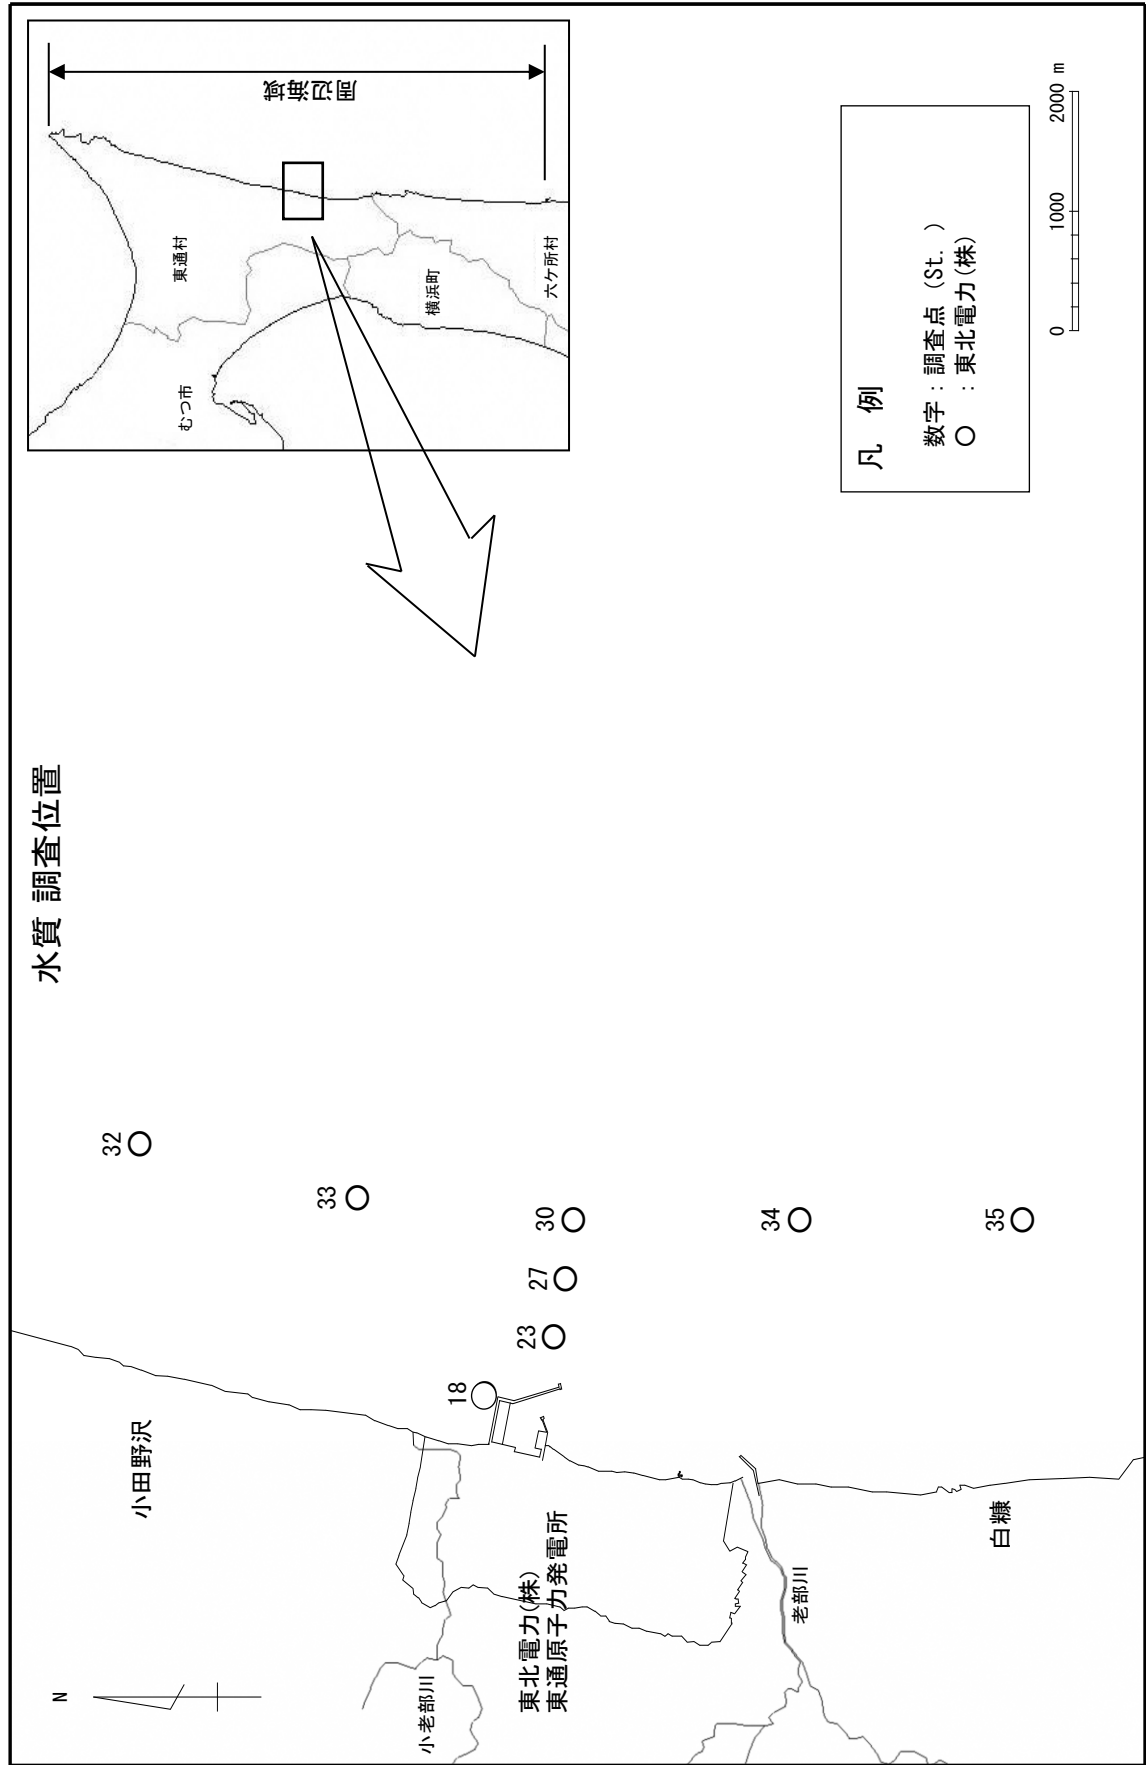 水質 調査位置
N
小田野沢
小老部川
東北電力(株)
東通原子力発電所
老部川
白糠
18
23
27
30
32
33
34
35
むつ市
東通村
横浜町
六ケ所村
周辺海域
凡 例
数字：調査点 (St. )
○ ：東北電力(株)
0 1000 2000 m